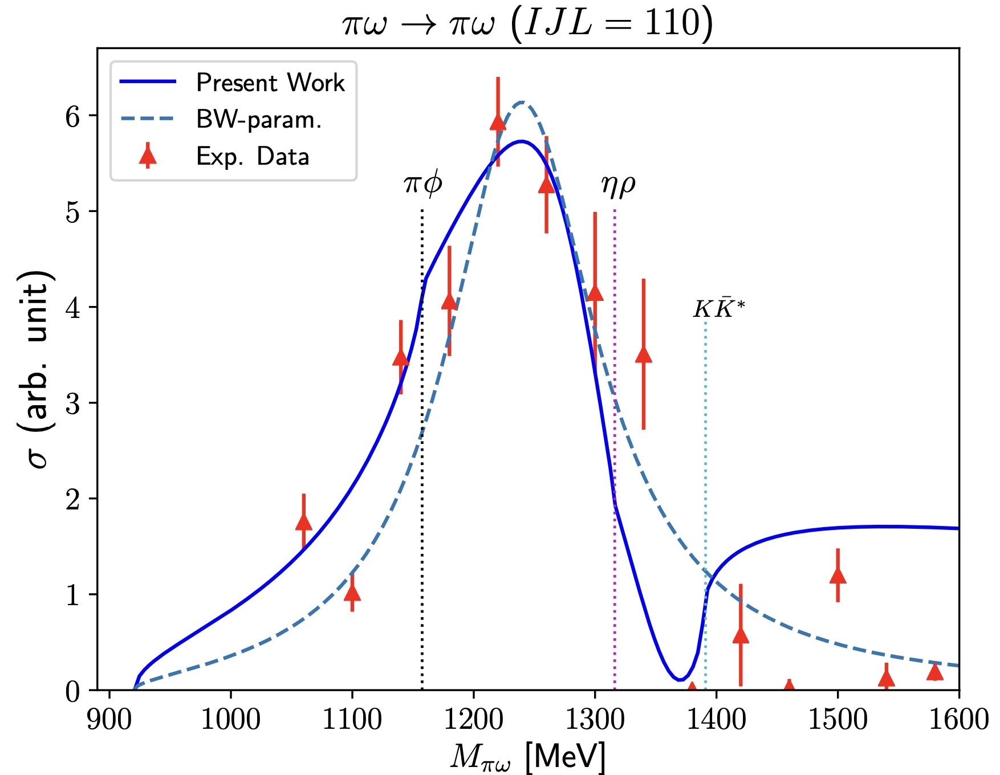 πω → πω (IJL = 110)
Present Work
BW-param.
Exp. Data
πϕ
ηρ
KK̄*
σ (arb. unit)
6
5
4
3
2
1
0
900 1000 1100 1200 1300 1400 1500 1600
Mπω [MeV]